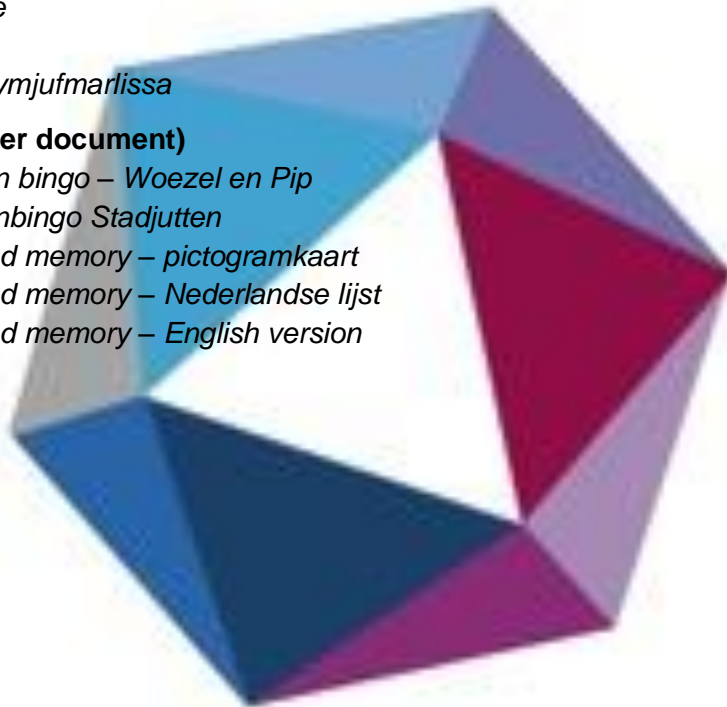 e
ymjufmarlissa
er document)
n bingo – Woezel en Pip
nbingo Stadjutten
d memory – pictogramkaart
d memory – Nederlandse lijst
d memory – English version